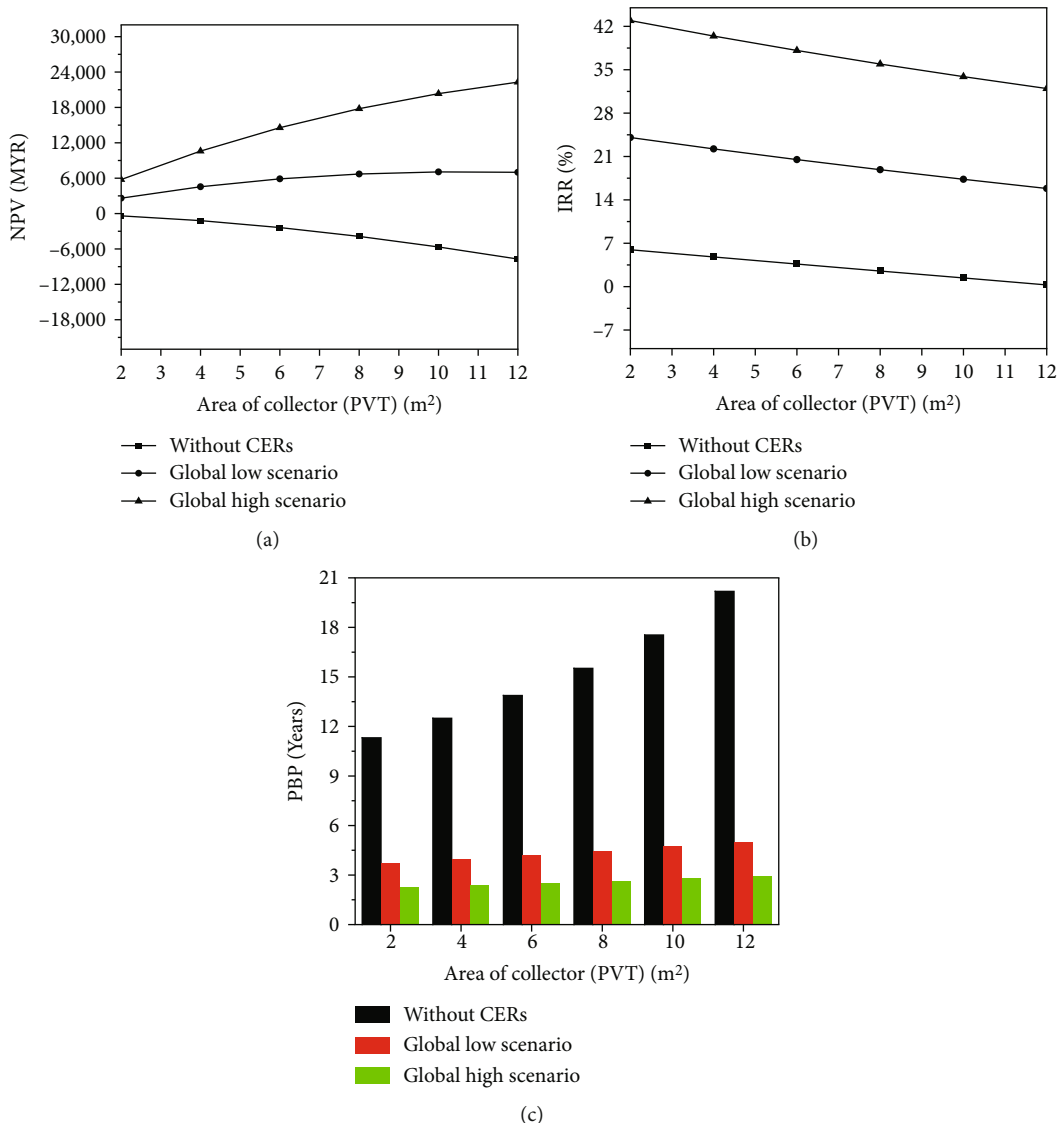 30,000
24,000
18,000
12,000
6,000
0
−6,000
−12,000
−18,000
NPV (MYR)
2 3 4 5 6 7 8 9 10 11 12
Area of collector (PVT) (m²)
Without CERs
Global low scenario
Global high scenario
(a)
42
35
28
21
14
7
0
−7
IRR (%)
2 3 4 5 6 7 8 9 10 11 12
Area of collector (PVT) (m²)
Without CERs
Global low scenario
Global high scenario
(b)
21
18
15
12
9
6
3
0
PBP (Years)
2 4 6 8 10 12
Area of collector (PVT) (m²)
Without CERs
Global low scenario
Global high scenario
(c)